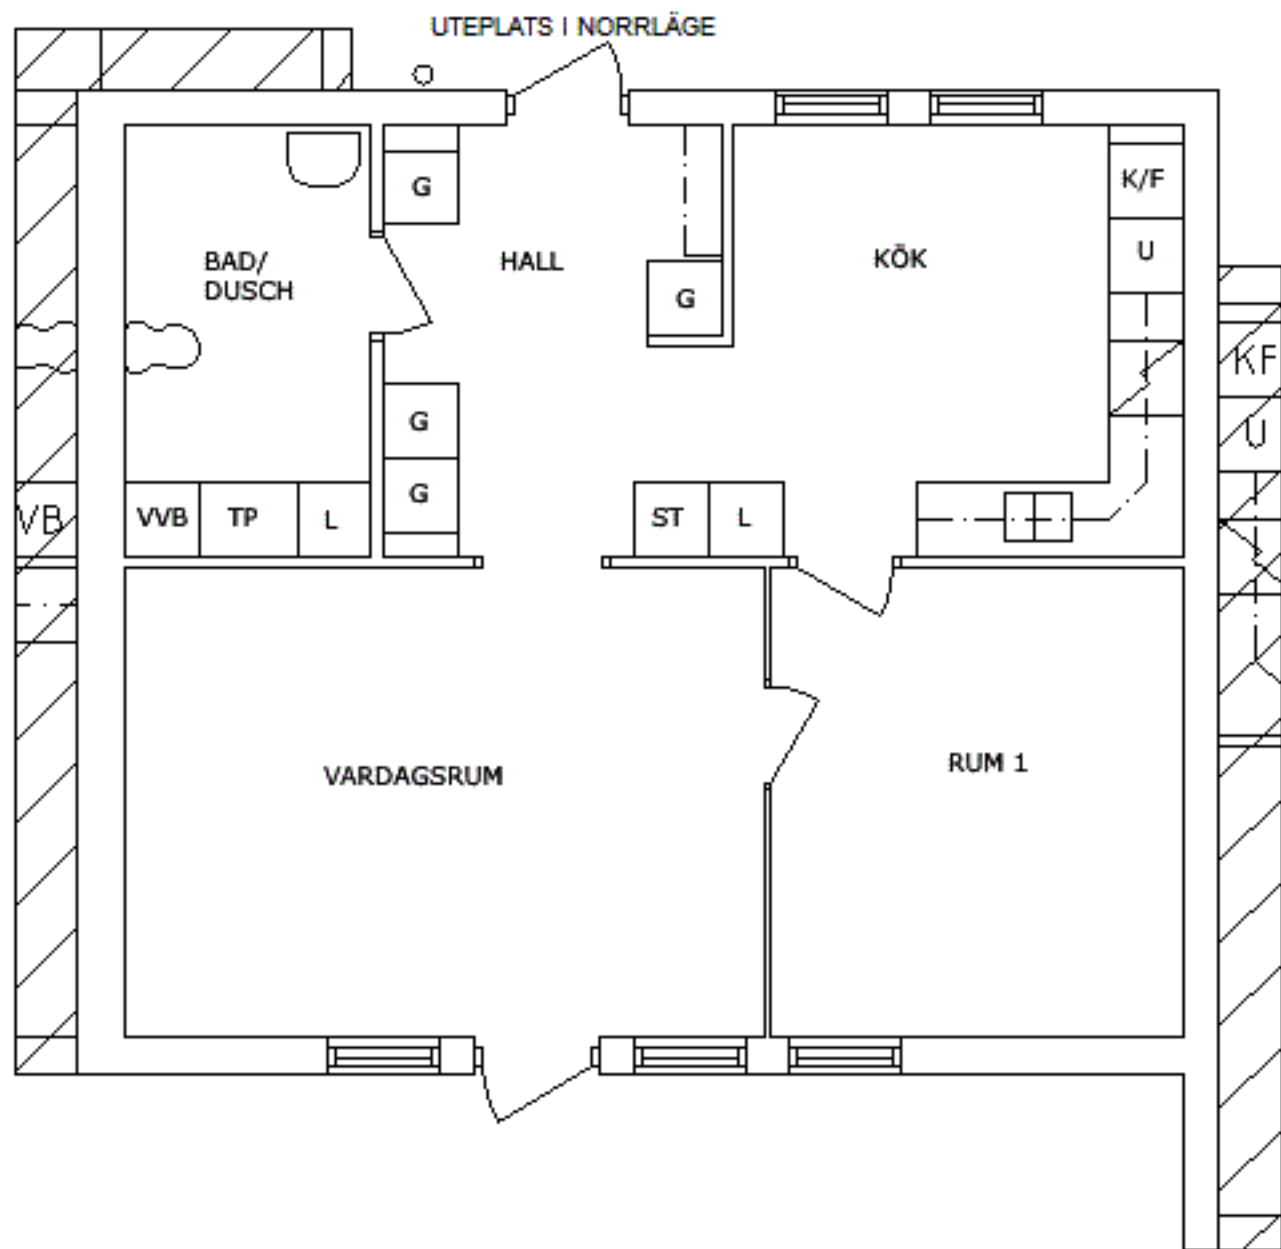 UTEPLATS I NORRLÄGE
G
K/F
BAD/
DUSCH
HALL
KÖK
U
G
KF
G
U
G
VB
VVB
TP
L
ST
L
VARDAGSRUM
RUM 1